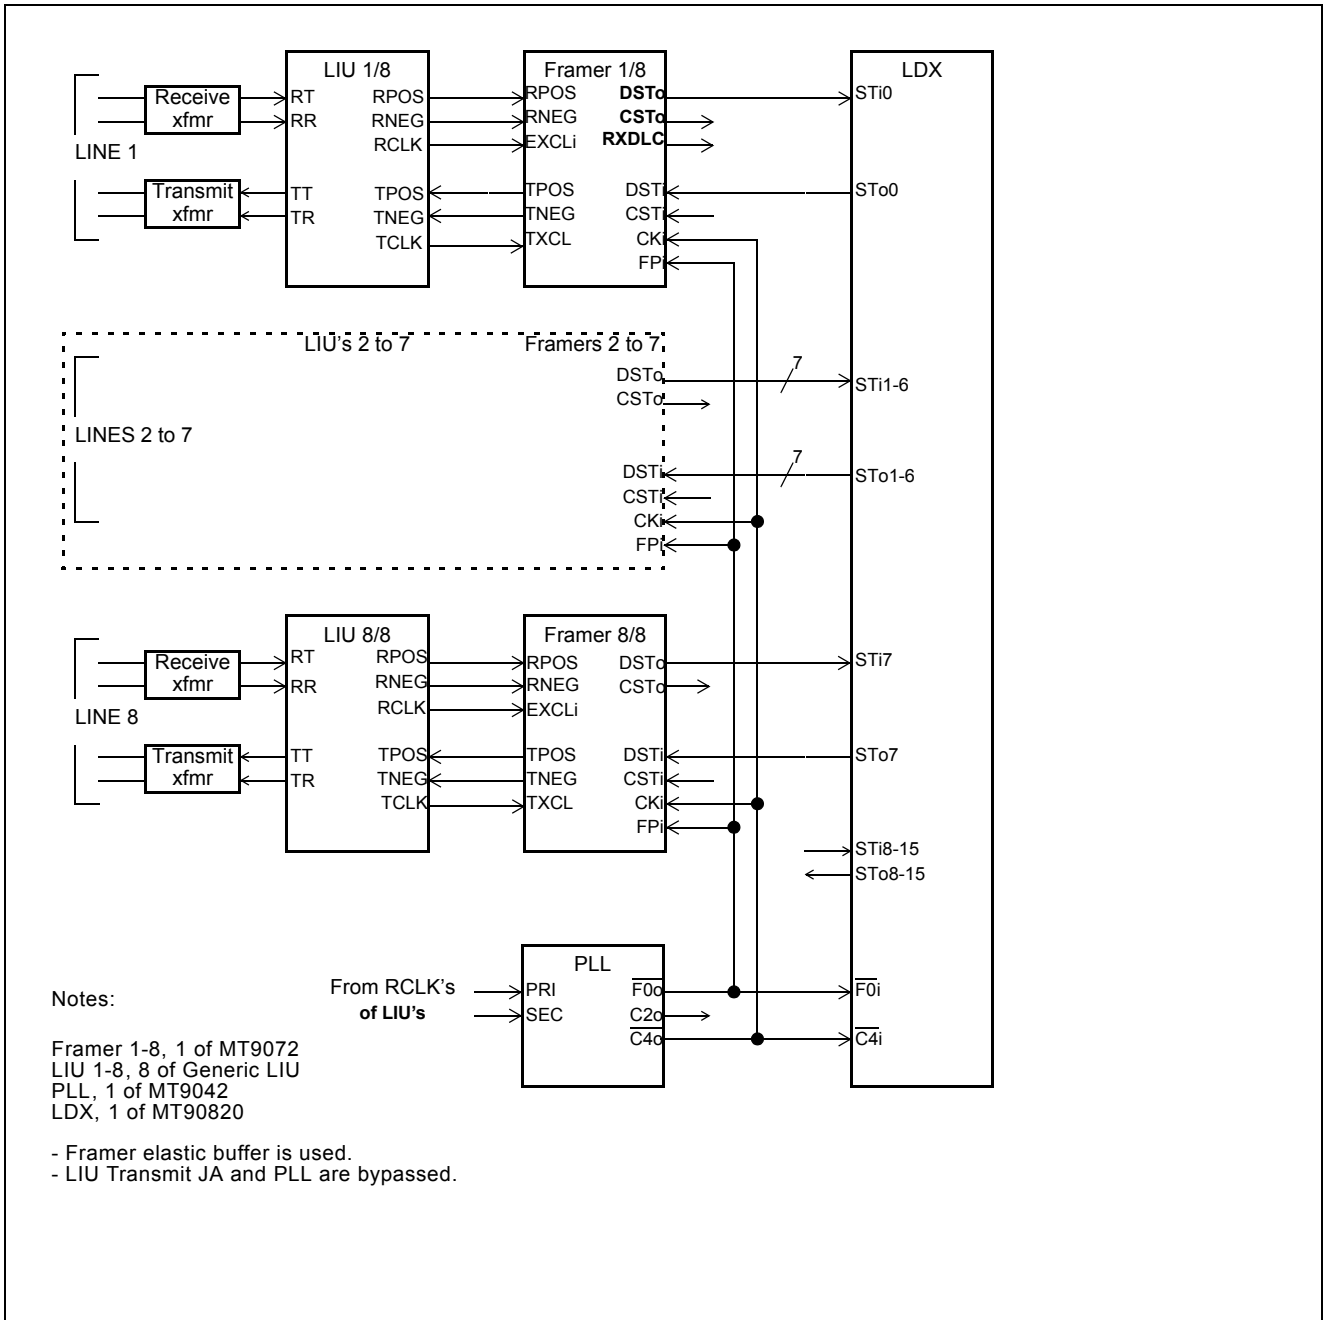 LIU 1/8
Framer 1/8
LDX
Receive
xfmr
RT
RR
RPOS
RNEG
RCLK
RPOS
RNEG
EXCLi
DSTo
CSTo
RXDLC
STi0
LINE 1
Transmit
xfmr
TT
TR
TPOS
TNEG
TCLK
TPOS
TNEG
TXCL
DSTi
CSTi
CKi
FPi
STo0
LIU's 2 to 7
Framers 2 to 7
DSTo
CSTo
7
STi1-6
LINES 2 to 7
DSTi
CSTi
CKi
FPi
7
STo1-6
LIU 8/8
Framer 8/8
Receive
xfmr
RT
RR
RPOS
RNEG
RCLK
RPOS
RNEG
EXCLi
DSTo
CSTo
STi7
LINE 8
Transmit
xfmr
TT
TR
TPOS
TNEG
TCLK
TPOS
TNEG
TXCL
DSTi
CSTi
CKi
FPi
STo7
STi8-15
STo8-15
PLL
From RCLK's
of LIU's
PRI
SEC
F0o
C2o
C4o
F0i
C4i
Notes:
Framer 1-8, 1 of MT9072
LIU 1-8, 8 of Generic LIU
PLL, 1 of MT9042
LDX, 1 of MT90820
- Framer elastic buffer is used.
- LIU Transmit JA and PLL are bypassed.